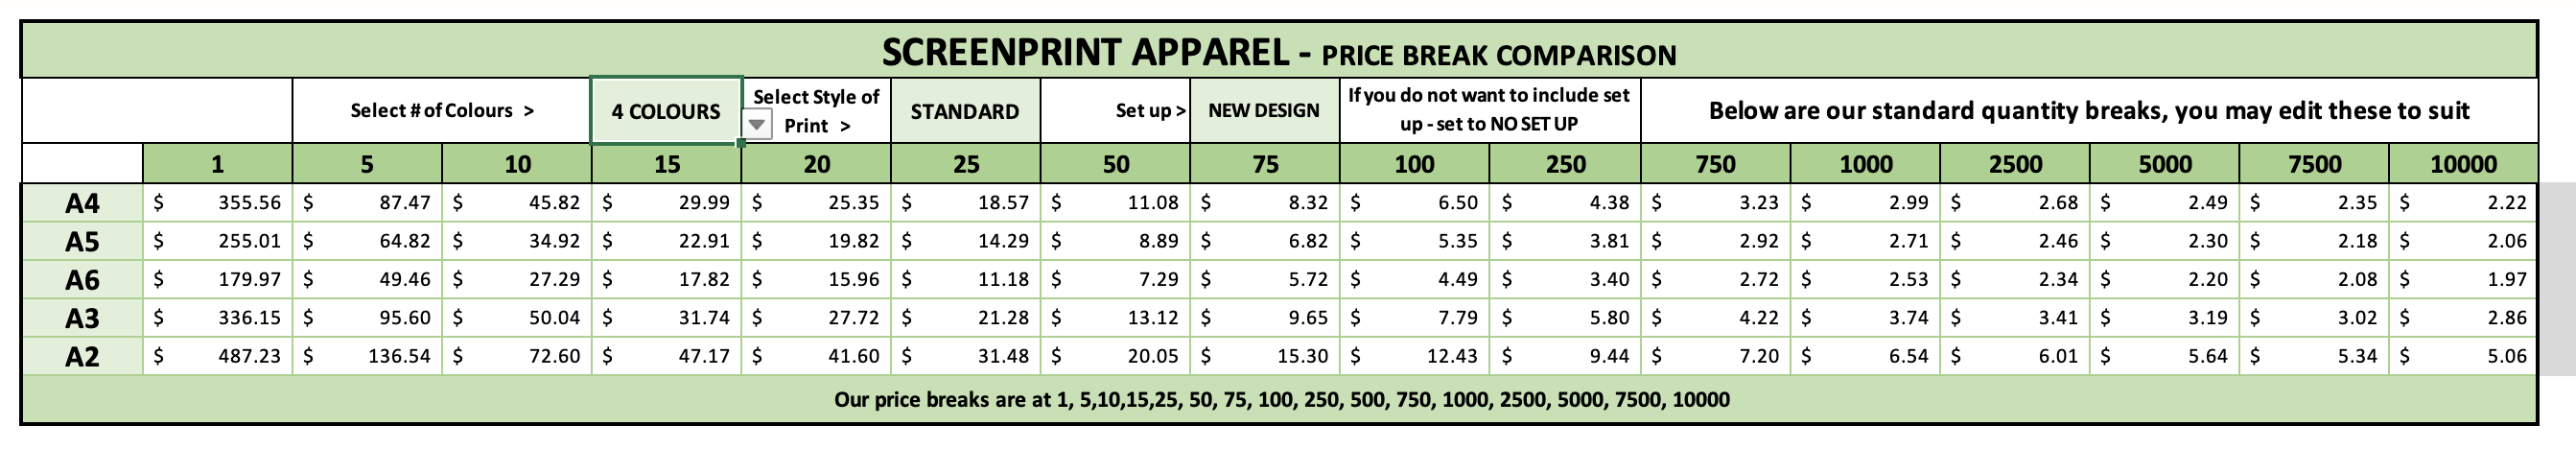 SCREENPRINT APPAREL - PRICE BREAK COMPARISON
Select # of Colours > 4 COLOURS Select Style of Print > STANDARD Set up > NEW DESIGN If you do not want to include set up - set to NO SET UP Below are our standard quantity breaks, you may edit these to suit
1 5 10 15 20 25 50 75 100 250 750 1000 2500 5000 7500 10000
A4 $ 355.56 $ 87.47 $ 45.82 $ 29.99 $ 25.35 $ 18.57 $ 11.08 $ 8.32 $ 6.50 $ 4.38 $ 3.23 $ 2.99 $ 2.68 $ 2.49 $ 2.35 $ 2.22
A5 $ 255.01 $ 64.82 $ 34.92 $ 22.91 $ 19.82 $ 14.29 $ 8.89 $ 6.82 $ 5.35 $ 3.81 $ 2.92 $ 2.71 $ 2.46 $ 2.30 $ 2.18 $ 2.06
A6 $ 179.97 $ 49.46 $ 27.29 $ 17.82 $ 15.96 $ 11.18 $ 7.29 $ 5.72 $ 4.49 $ 3.40 $ 2.72 $ 2.53 $ 2.34 $ 2.20 $ 2.08 $ 1.97
A3 $ 336.15 $ 95.60 $ 50.04 $ 31.74 $ 27.72 $ 21.28 $ 13.12 $ 9.65 $ 7.79 $ 5.80 $ 4.22 $ 3.74 $ 3.41 $ 3.19 $ 3.02 $ 2.86
A2 $ 487.23 $ 136.54 $ 72.60 $ 47.17 $ 41.60 $ 31.48 $ 20.05 $ 15.30 $ 12.43 $ 9.44 $ 7.20 $ 6.54 $ 6.01 $ 5.64 $ 5.34 $ 5.06
Our price breaks are at 1, 5,10,15,25, 50, 75, 100, 250, 500, 750, 1000, 2500, 5000, 7500, 10000